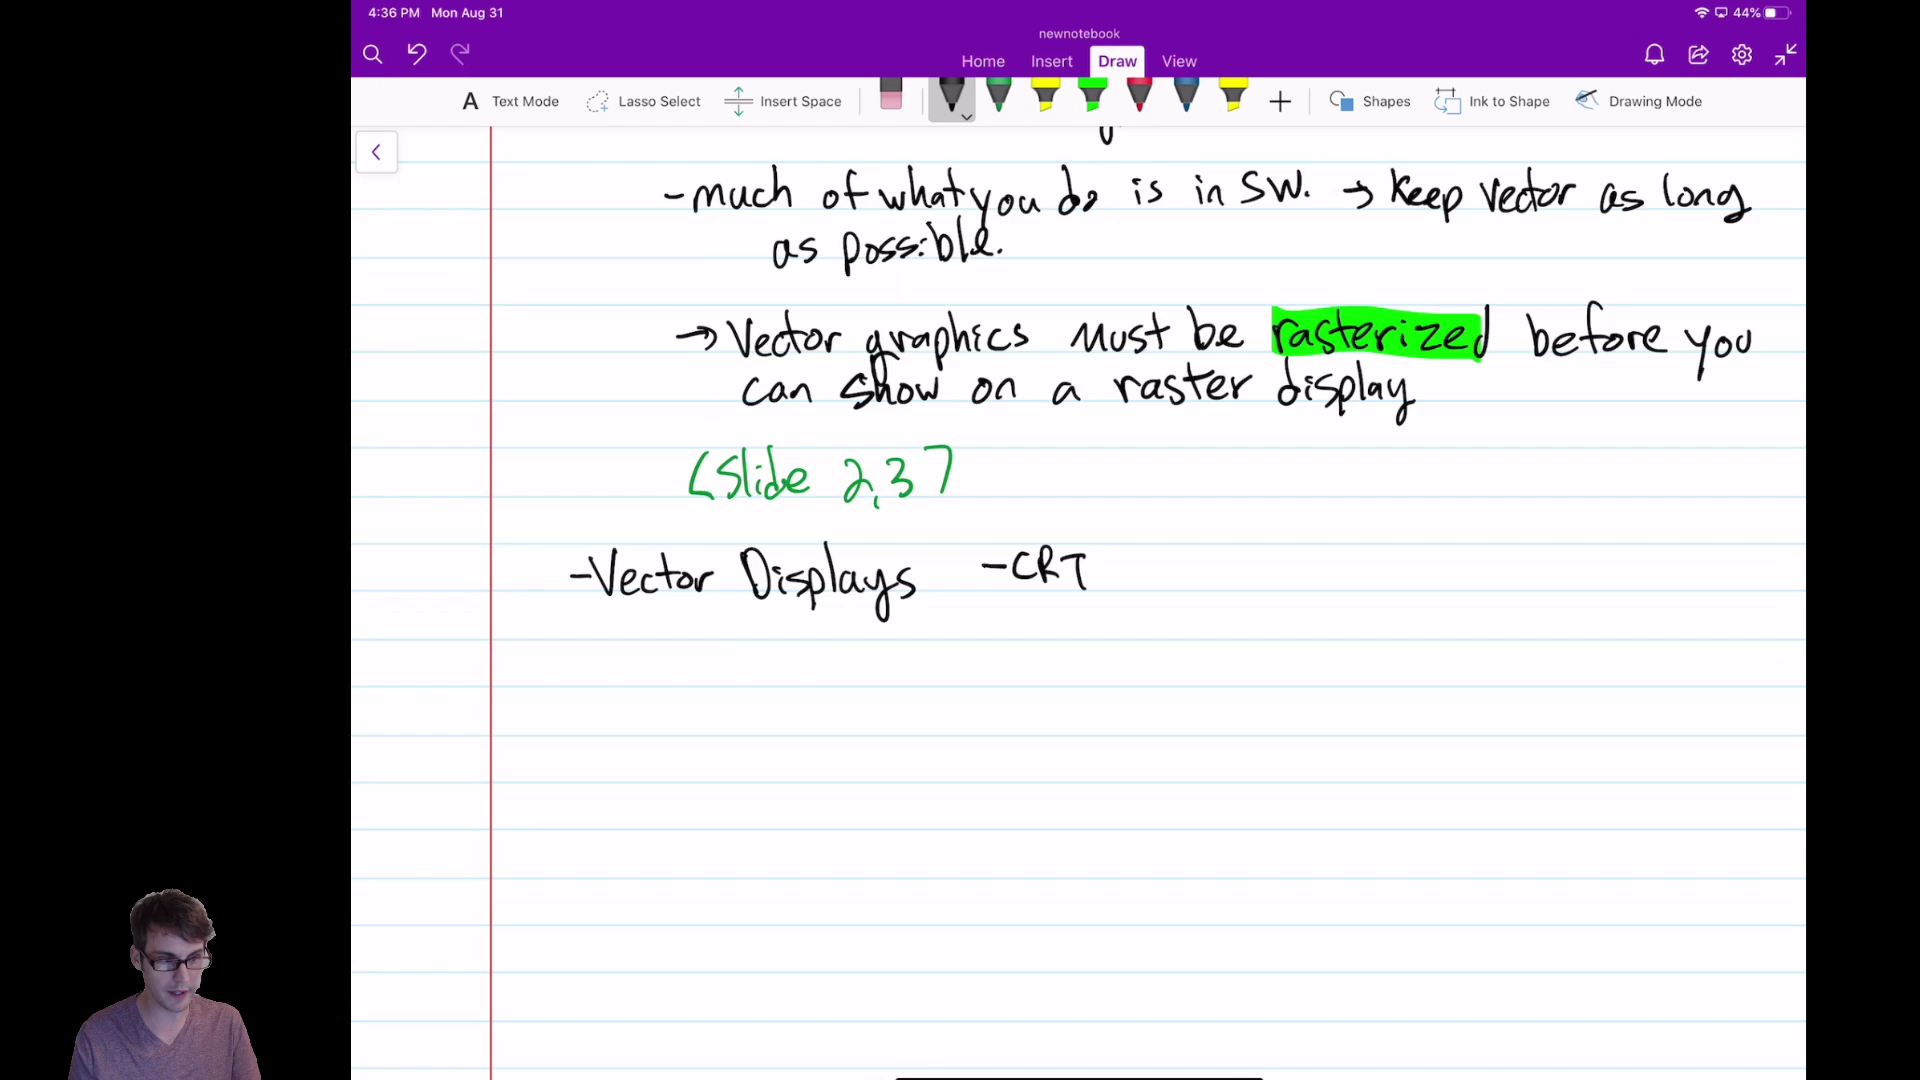 4:36 PM Mon Aug 31
44%
newnotebook
Home Insert Draw View
A Text Mode Lasso Select Insert Space Shapes Ink to Shape Drawing Mode
- much of what you do is in SW. → Keep Vector as long
as possible.
→ Vector graphics must be rasterized before you
can show on a raster display
(Slide 2,37
- Vector Displays - CRT